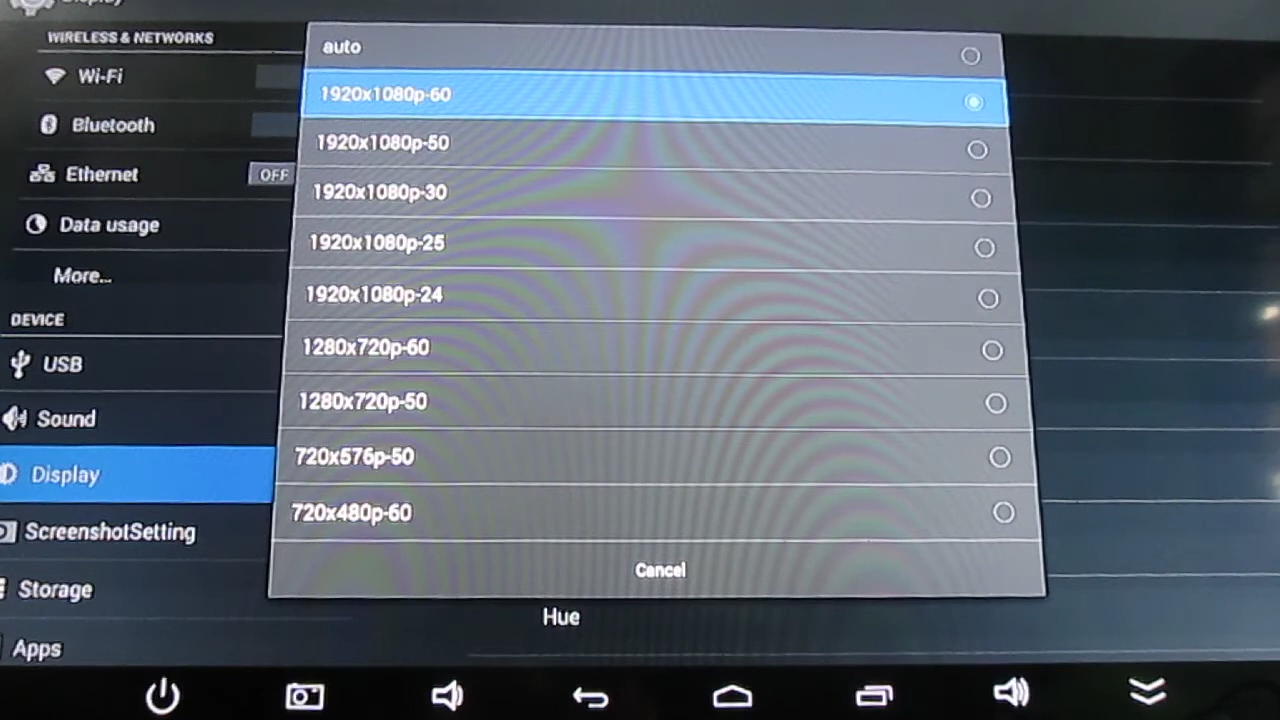 Display
WIRELESS & NETWORKS
Wi-Fi
Bluetooth
Ethernet
OFF
Data usage
More...
DEVICE
USB
Sound
Display
ScreenshotSetting
Storage
Apps
auto
1920x1080p-60
1920x1080p-50
1920x1080p-30
1920x1080p-25
1920x1080p-24
1280x720p-60
1280x720p-50
720x576p-50
720x480p-60
Cancel
Hue